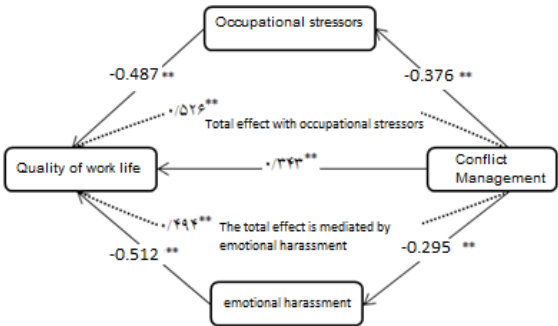 Occupational stressors
-0.487 **
-0.376 **
۰/۵۲۶**
Total effect with occupational stressors
Quality of work life
۰/۳۴۳**
Conflict
Management
۰/۴۹۴**
The total effect is mediated by
emotional harassment
-0.512 **
-0.295 **
emotional harassment